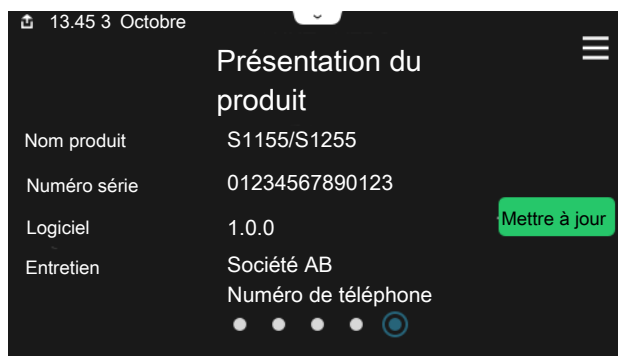 13.45 3 Octobre
Présentation du
produit
Nom produit S1155/S1255
Numéro série 01234567890123
Logiciel 1.0.0 Mettre à jour
Entretien Société AB
Numéro de téléphone